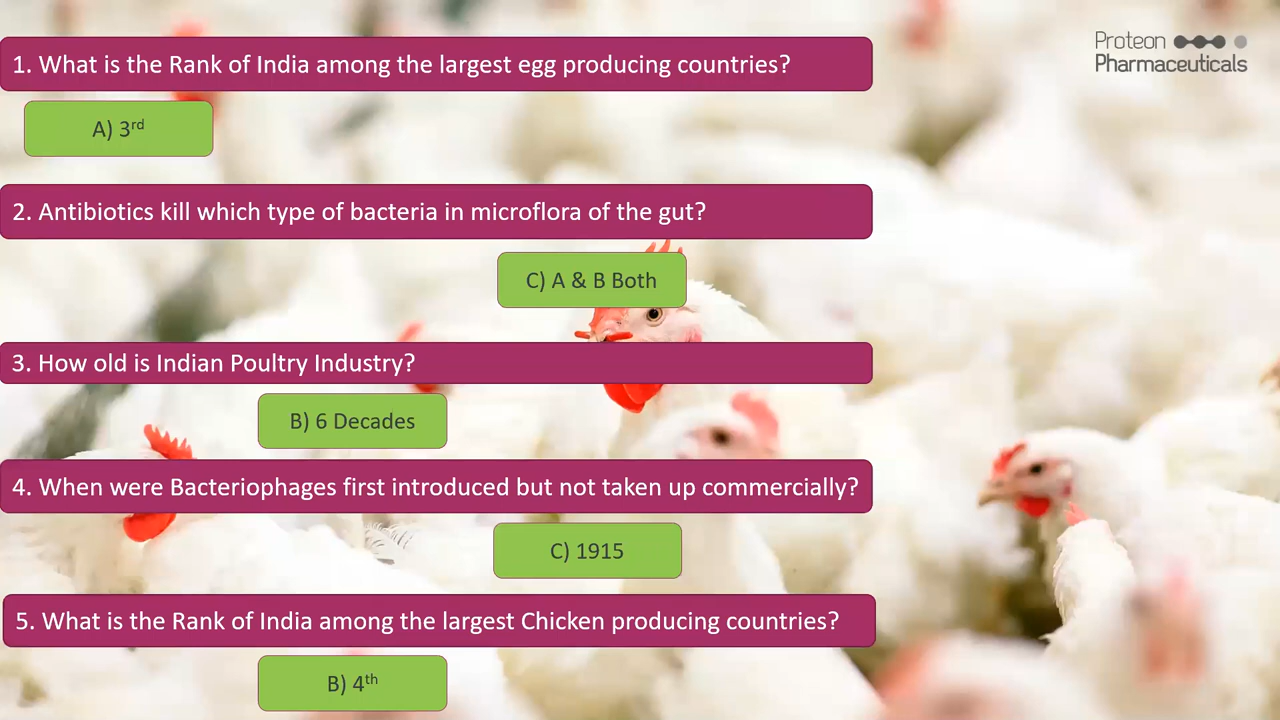 Proteon
Pharmaceuticals
1. What is the Rank of India among the largest egg producing countries?
A) 3rd
2. Antibiotics kill which type of bacteria in microflora of the gut?
C) A & B Both
3. How old is Indian Poultry Industry?
B) 6 Decades
4. When were Bacteriophages first introduced but not taken up commercially?
C) 1915
5. What is the Rank of India among the largest Chicken producing countries?
B) 4th